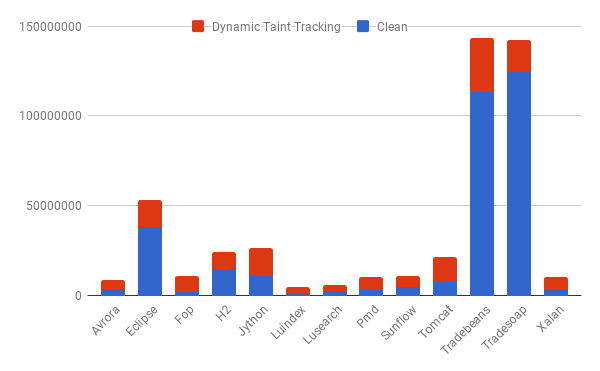 150000000
Dynamic Taint Tracking
Clean
100000000
50000000
0
Avrora
Eclipse
Fop
H2
Jython
Luindex
Lusearch
Pmd
Sunflow
Tomcat
Tradebeans
Tradesoap
Xalan